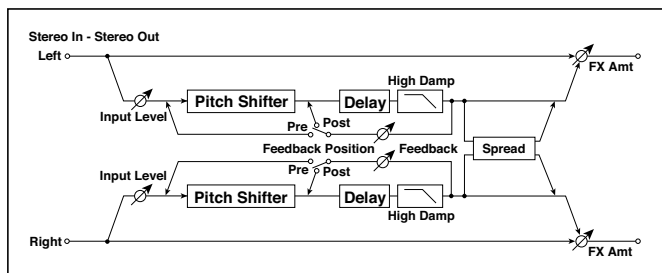 Stereo In - Stereo Out
Left
FX Amt
High Damp
Pitch Shifter
Delay
Input Level
Pre
Post
Feedback Position
Feedback
Spread
Input Level
Pre
Post
Pitch Shifter
Delay
High Damp
Right
FX Amt